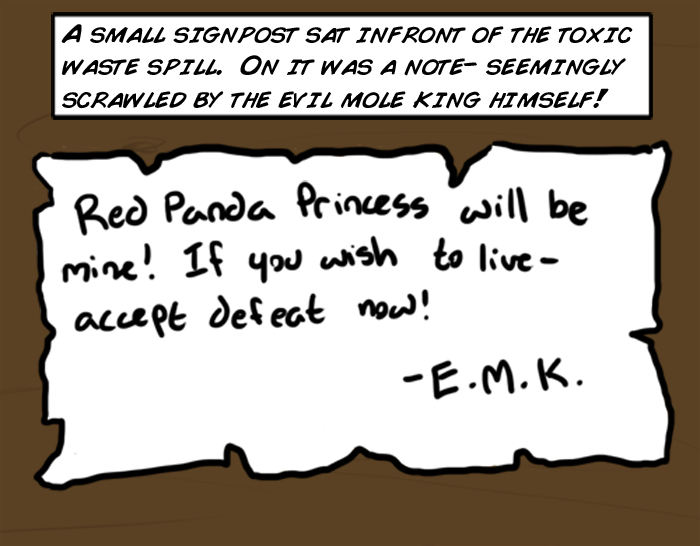 A SMALL SIGNPOST SAT INFRONT OF THE TOXIC
WASTE SPILL. ON IT WAS A NOTE- SEEMINGLY
SCRAWLED BY THE EVIL MOLE KING HIMSELF!
Red Panda Princess will be
mine! If you wish to live-
accept defeat now!
-E.M.K.